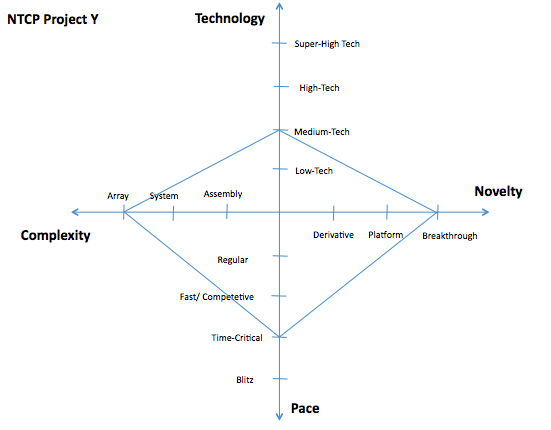 NTCP Project Y
Technology
Super-High Tech
High-Tech
Medium-Tech
Low-Tech
Array
System
Assembly
Novelty
Complexity
Derivative
Platform
Breakthrough
Regular
Fast/ Competetive
Time-Critical
Blitz
Pace